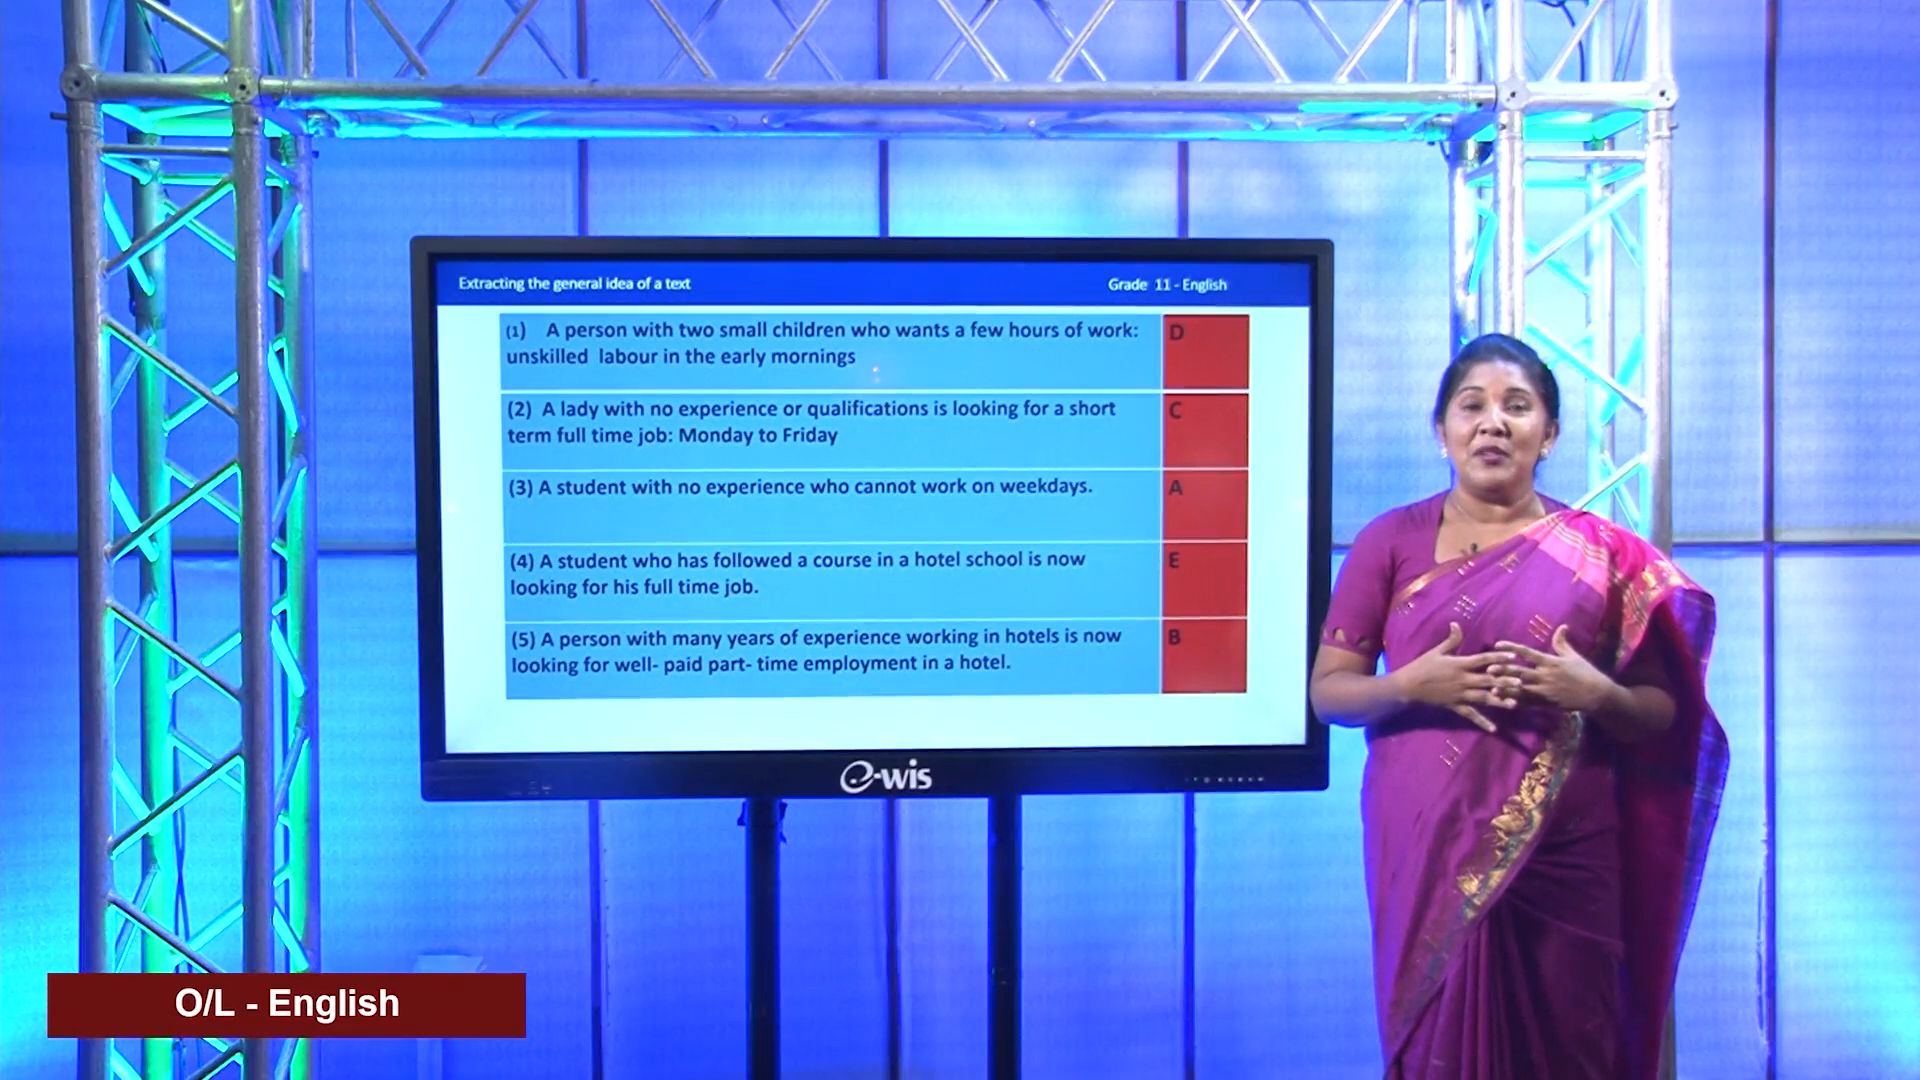 Extracting the general idea of a text
Grade 11 - English
(1) A person with two small children who wants a few hours of work:
unskilled labour in the early mornings
D
(2) A lady with no experience or qualifications is looking for a short
term full time job: Monday to Friday
C
(3) A student with no experience who cannot work on weekdays.
A
(4) A student who has followed a course in a hotel school is now
looking for his full time job.
E
(5) A person with many years of experience working in hotels is now
looking for well- paid part- time employment in a hotel.
B
e-wis
O/L - English